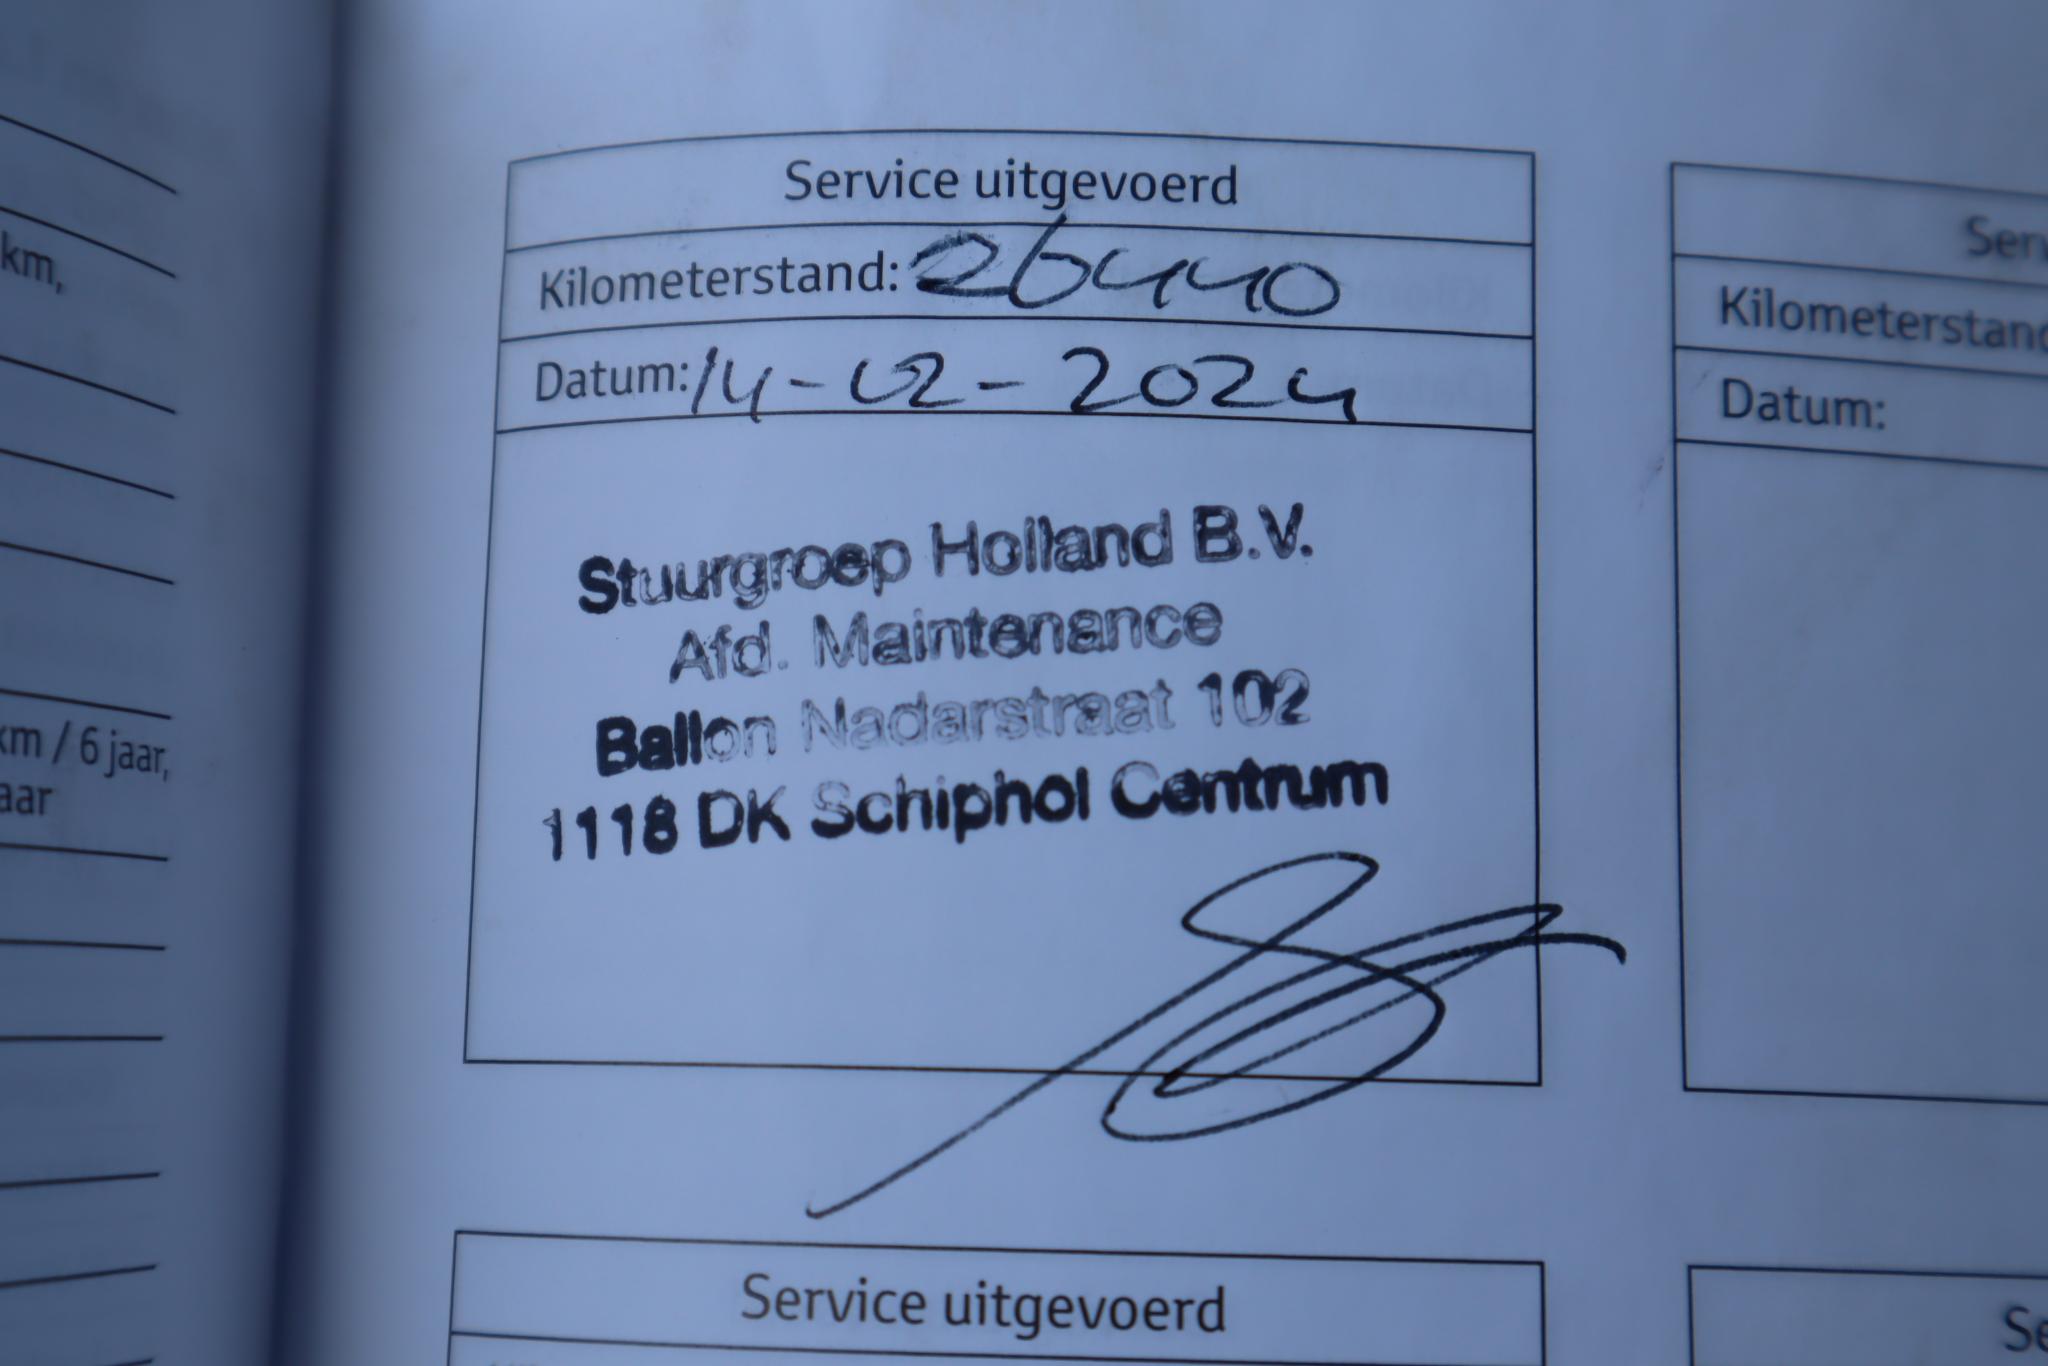 km,
km / 6 jaar,
aar
Service uitgevoerd
Kilometerstand: 26440
Datum: 14-02-2024
Stuurgroep Holland B.V.
Afd. Maintenance
Ballon Nadarstraat 102
1118 DK Schiphol Centrum
Serv
Kilometerstand
Datum:
Service uitgevoerd
Se